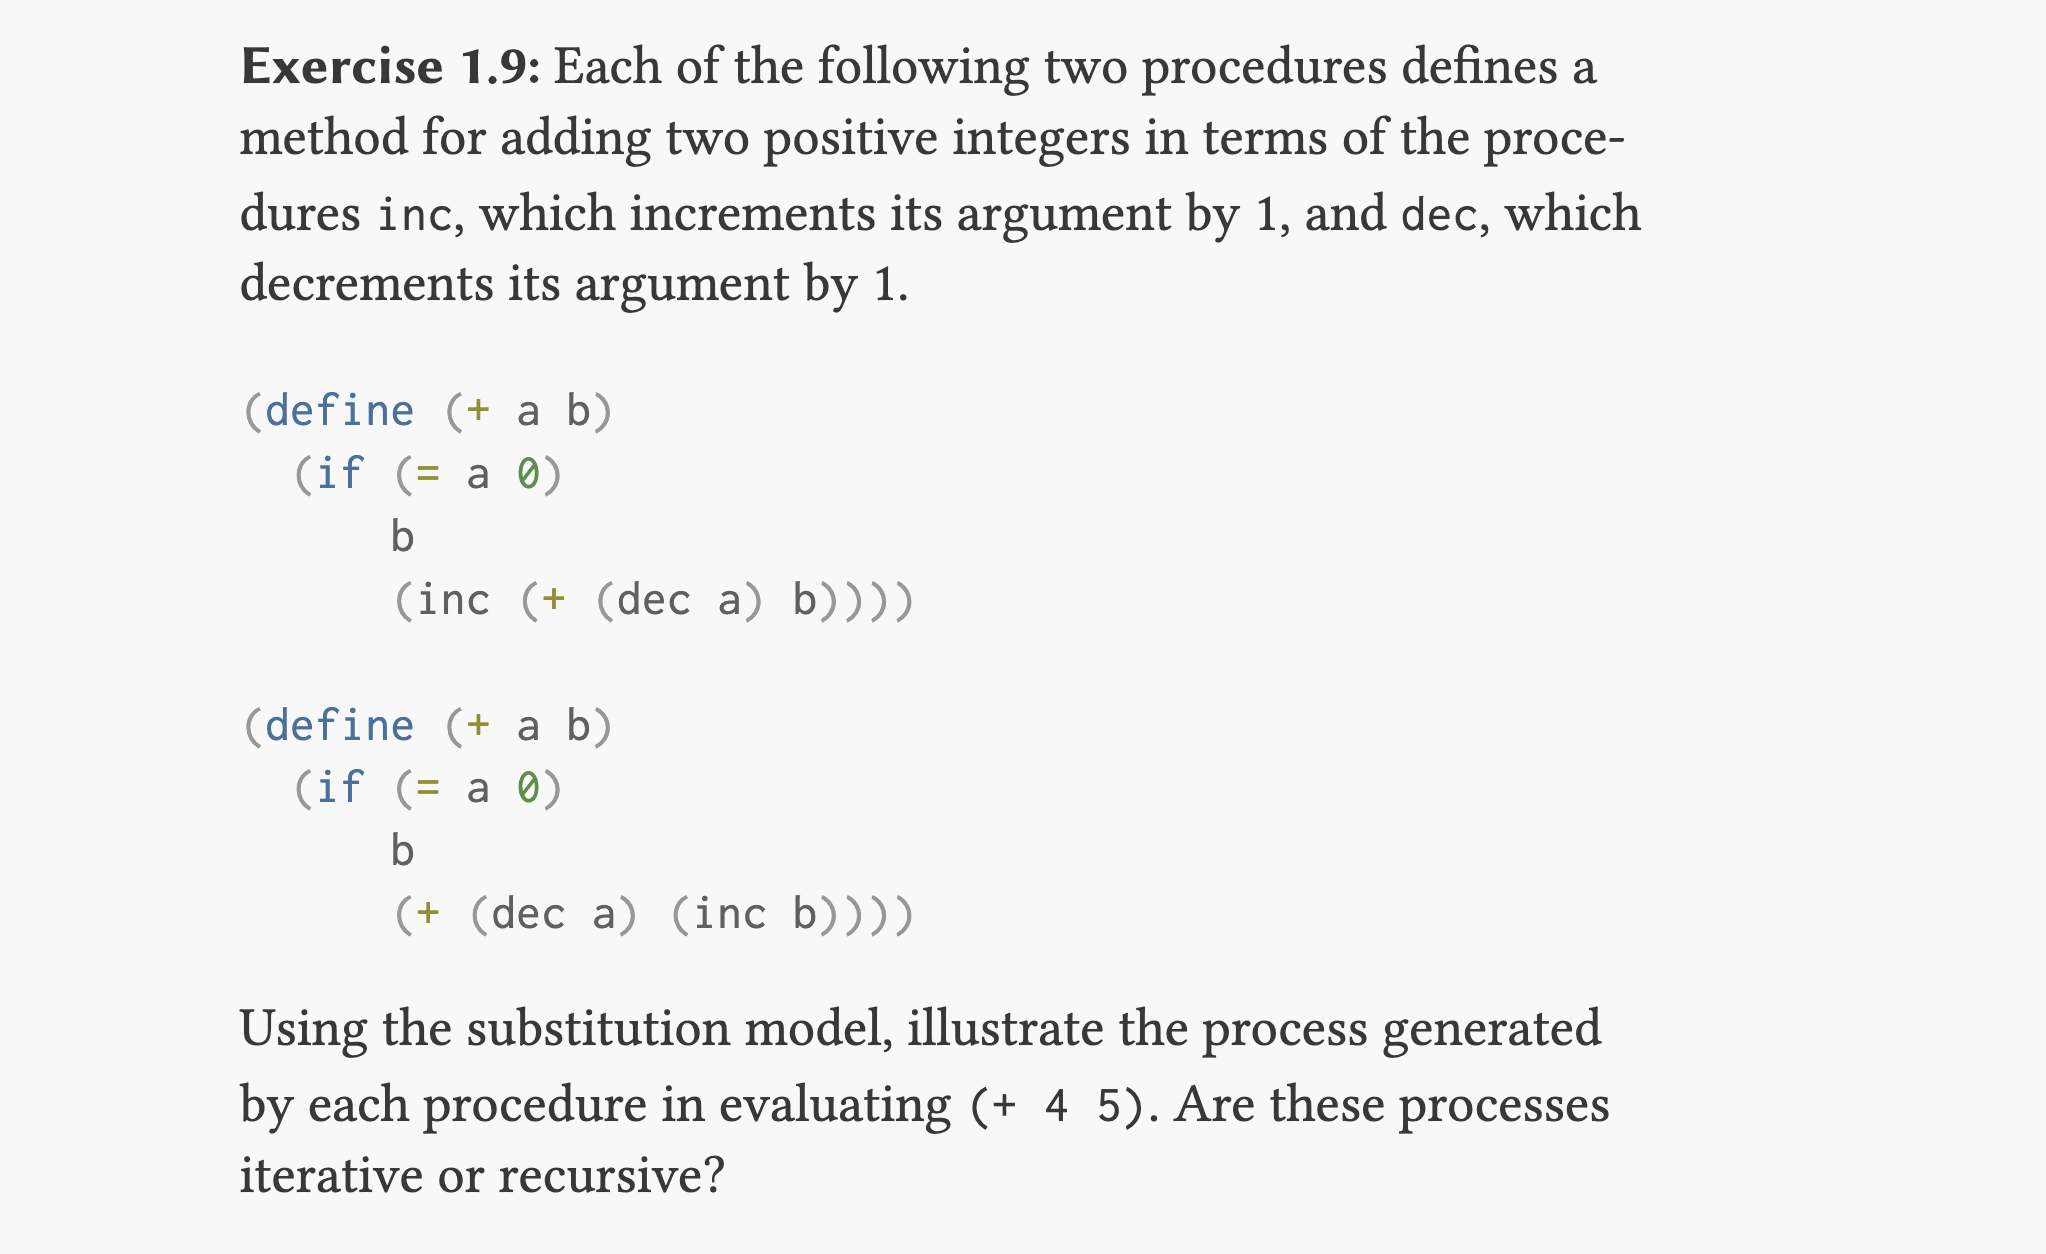 Exercise 1.9: Each of the following two procedures defines a
method for adding two positive integers in terms of the proce-
dures inc, which increments its argument by 1, and dec, which
decrements its argument by 1.
(define (+ a b)
  (if (= a 0)
      b
      (inc (+ (dec a) b))))
(define (+ a b)
  (if (= a 0)
      b
      (+ (dec a) (inc b))))
Using the substitution model, illustrate the process generated
by each procedure in evaluating (+ 4 5). Are these processes
iterative or recursive?